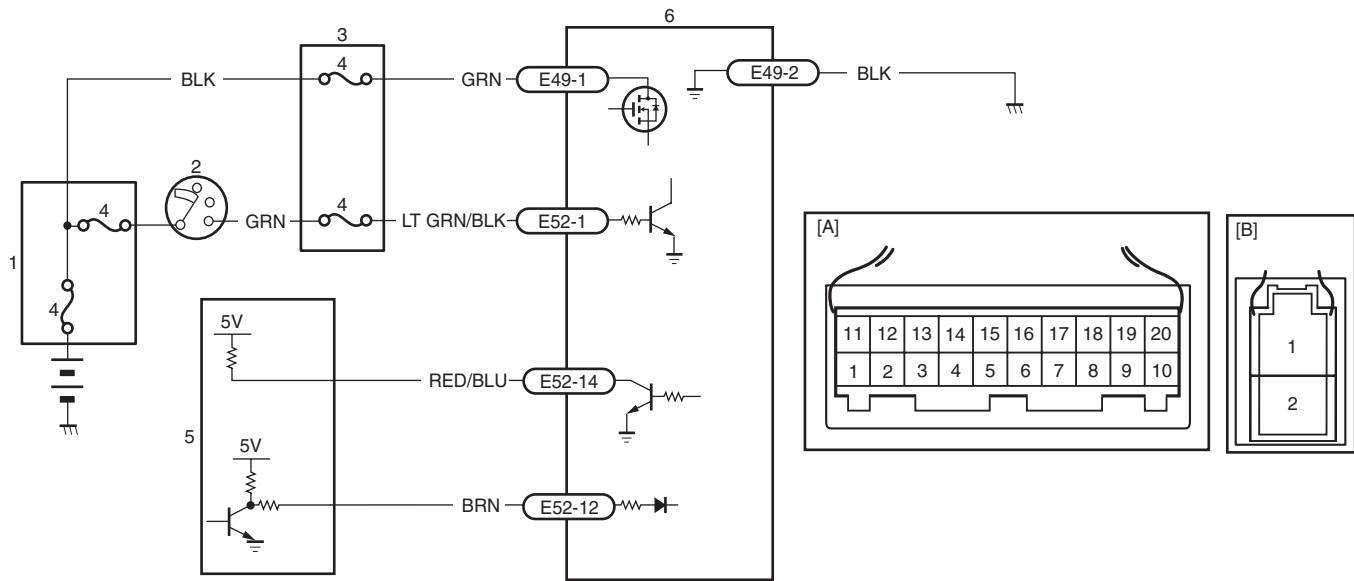 6
3
4
BLK
GRN
E49-1
E49-2
BLK
2
4
1
4
GRN
4
LT GRN/BLK
E52-1
5V
RED/BLU
E52-14
5
5V
BRN
E52-12
[A]
11 12 13 14 15 16 17 18 19 20
1 2 3 4 5 6 7 8 9 10
[B]
1
2